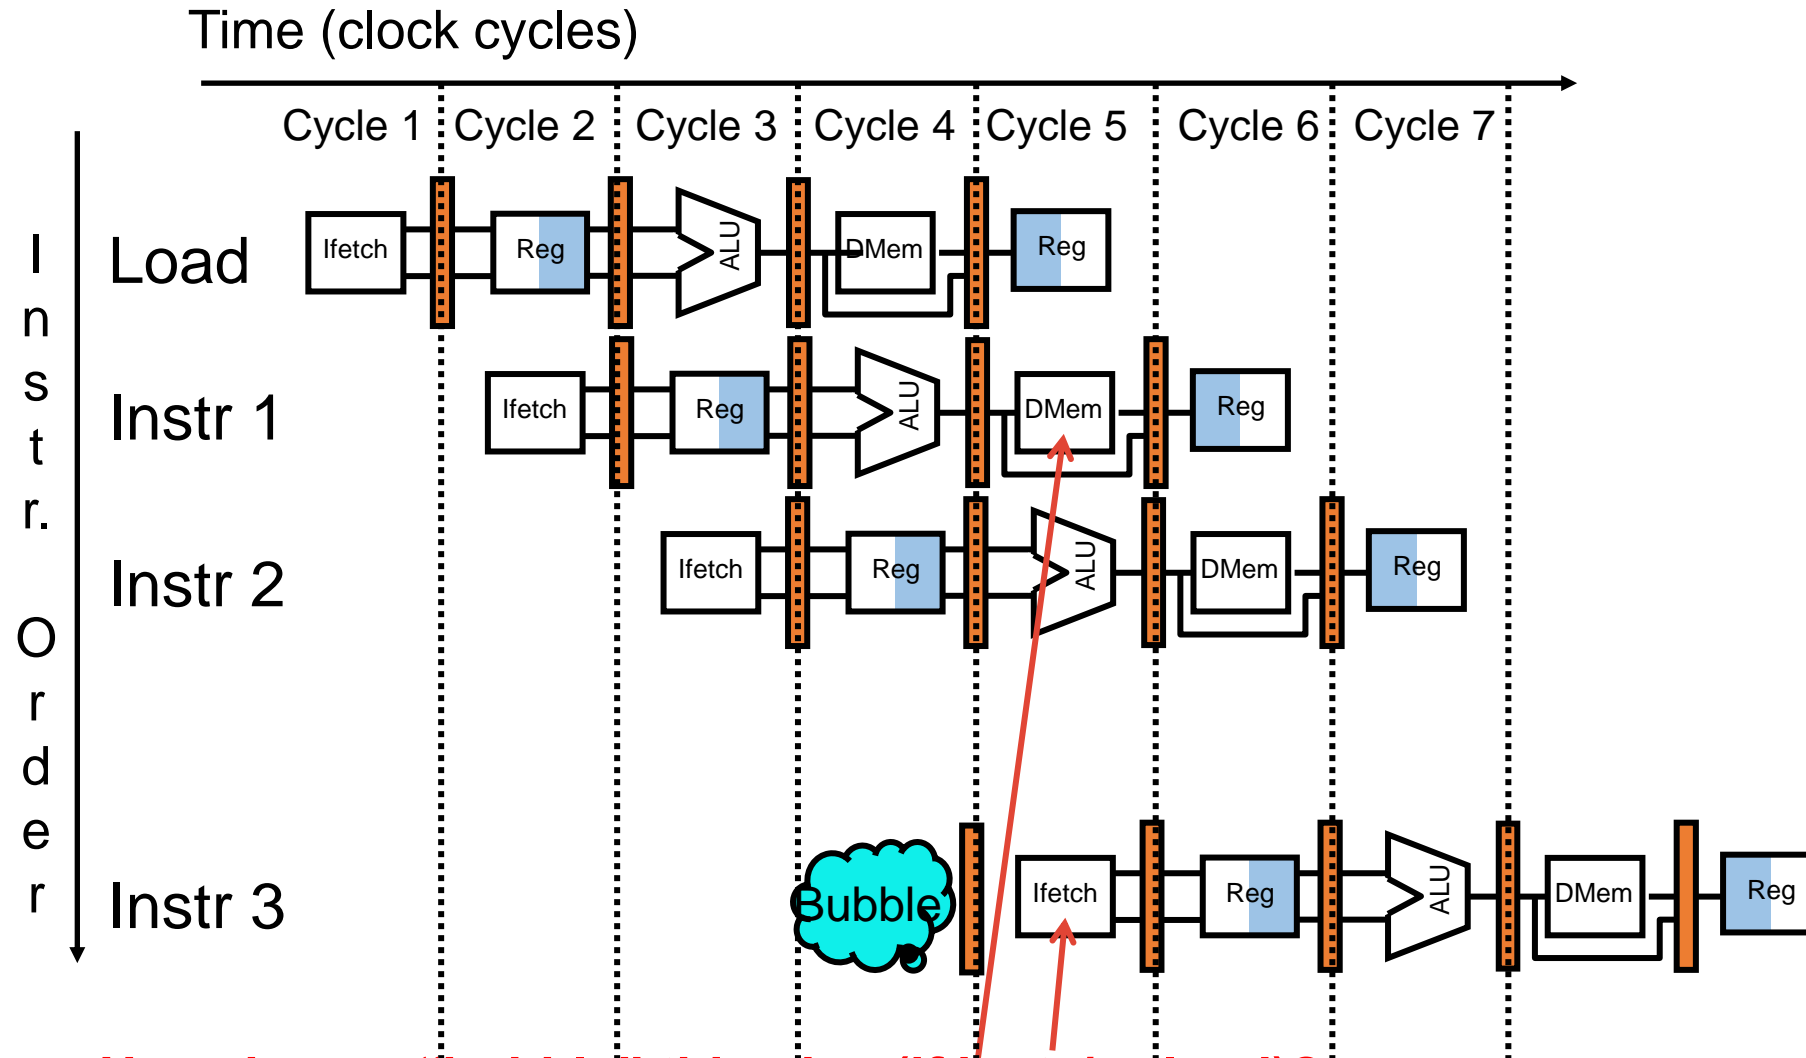 Time (clock cycles)
Cycle 1 Cycle 2 Cycle 3 Cycle 4 Cycle 5 Cycle 6 Cycle 7
Instr. Order
Load Ifetch Reg ALU DMem Reg
Instr 1 Ifetch Reg ALU DMem Reg
Instr 2 Ifetch Reg ALU DMem Reg
Instr 3 Bubble Ifetch Reg ALU DMem Reg